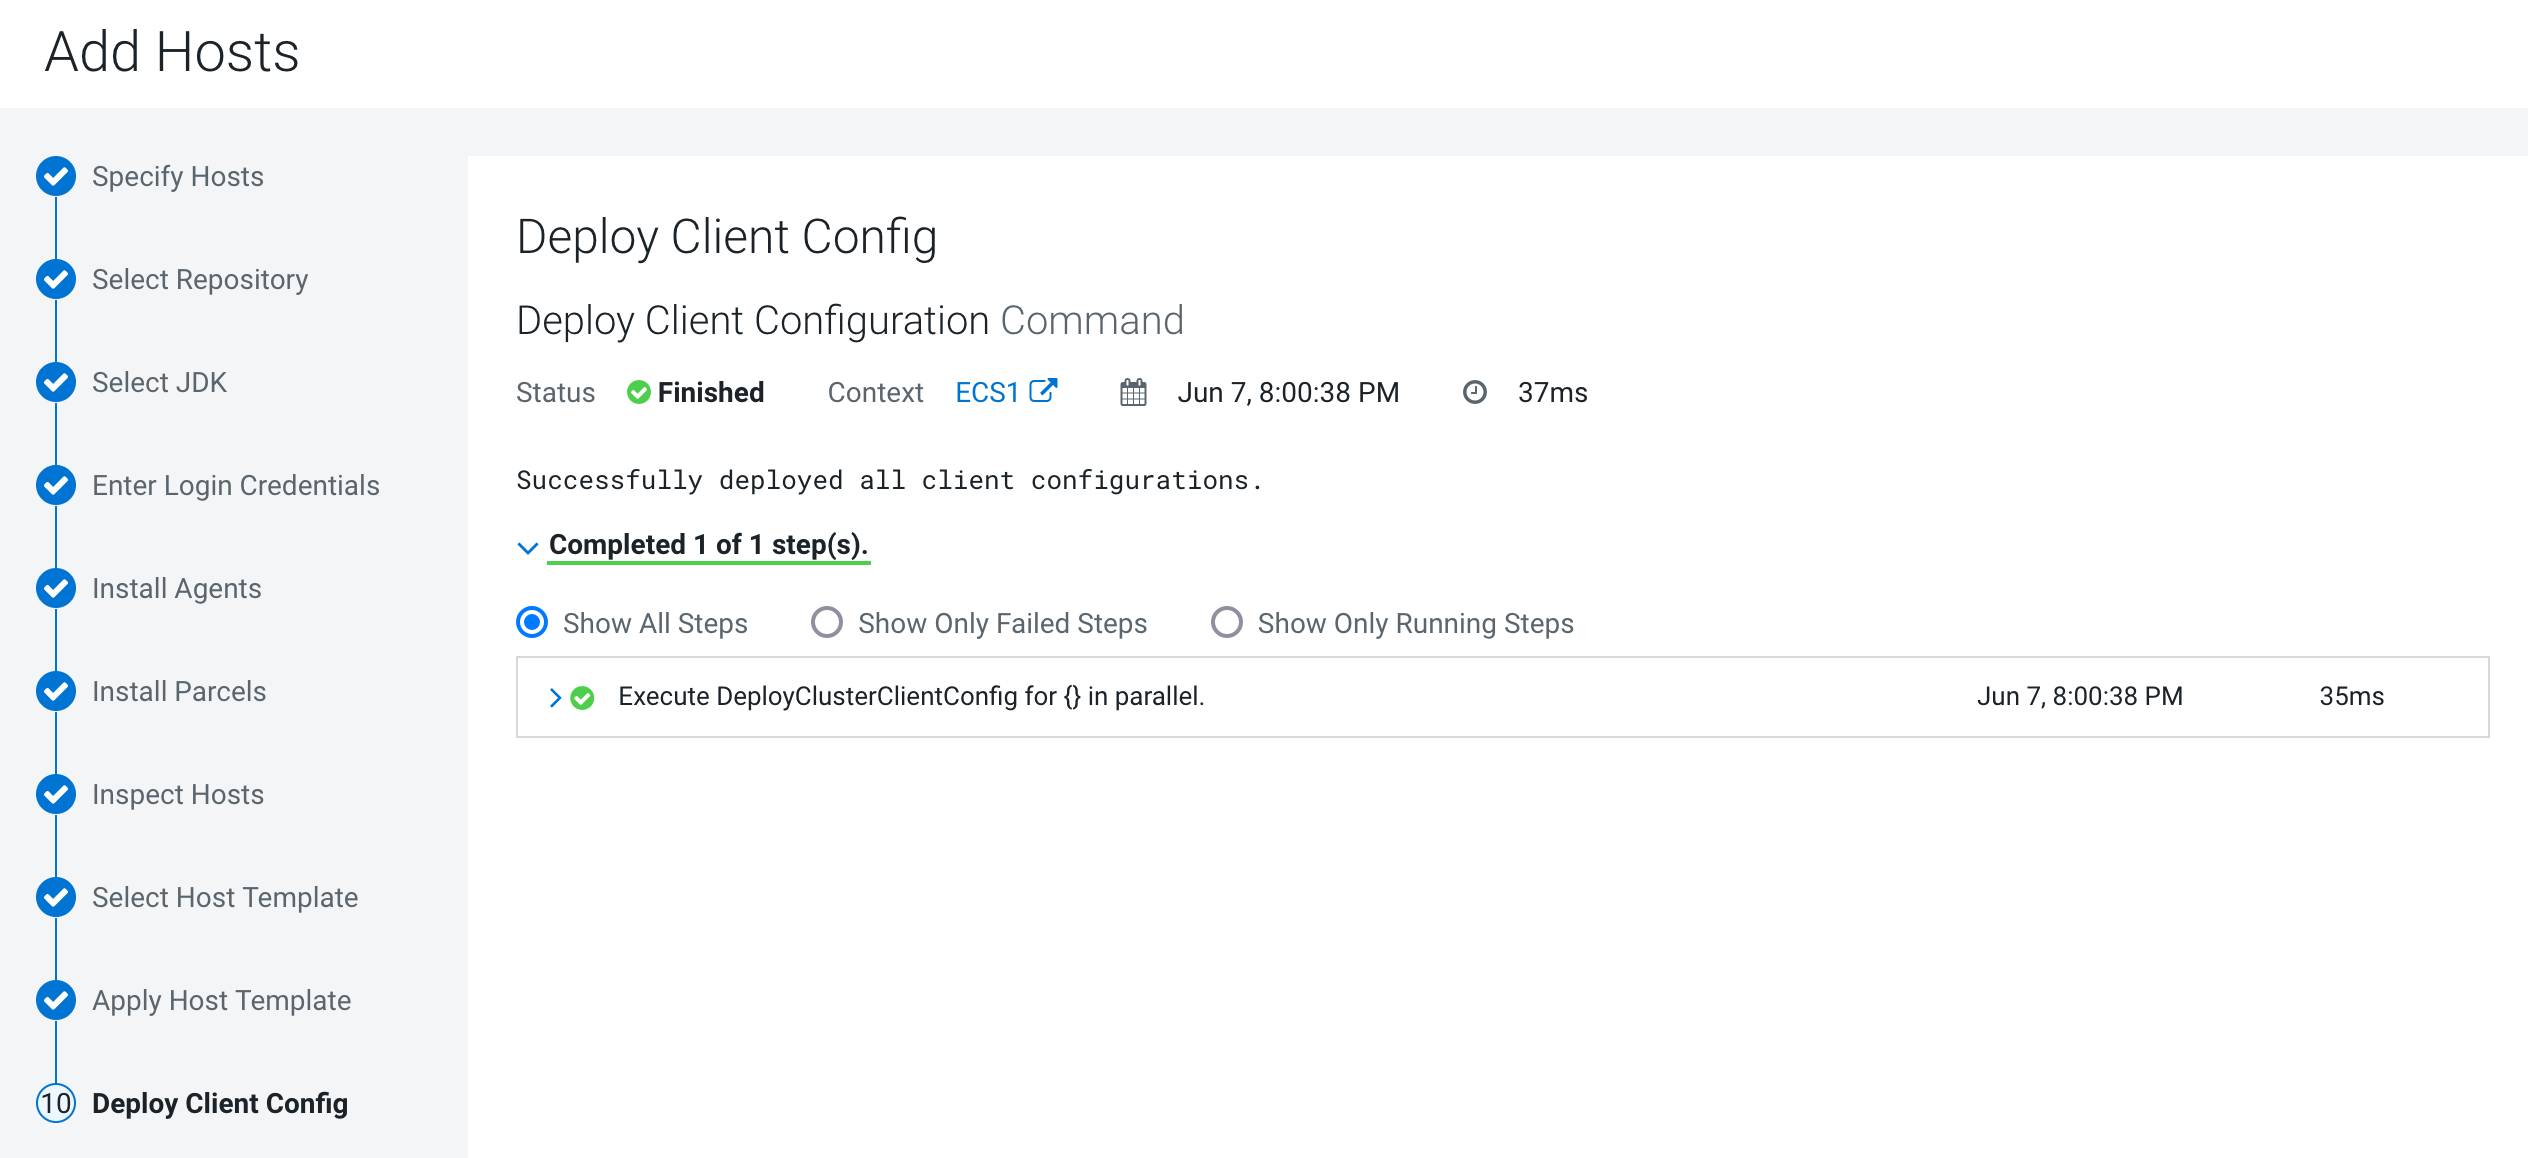 Add Hosts
Specify Hosts
Select Repository
Select JDK
Enter Login Credentials
Install Agents
Install Parcels
Inspect Hosts
Select Host Template
Apply Host Template
10 Deploy Client Config
Deploy Client Config
Deploy Client Configuration Command
Status Finished Context ECS1 Jun 7, 8:00:38 PM 37ms
Successfully deployed all client configurations.
Completed 1 of 1 step(s).
Show All Steps Show Only Failed Steps Show Only Running Steps
Execute DeployClusterClientConfig for {} in parallel. Jun 7, 8:00:38 PM 35ms